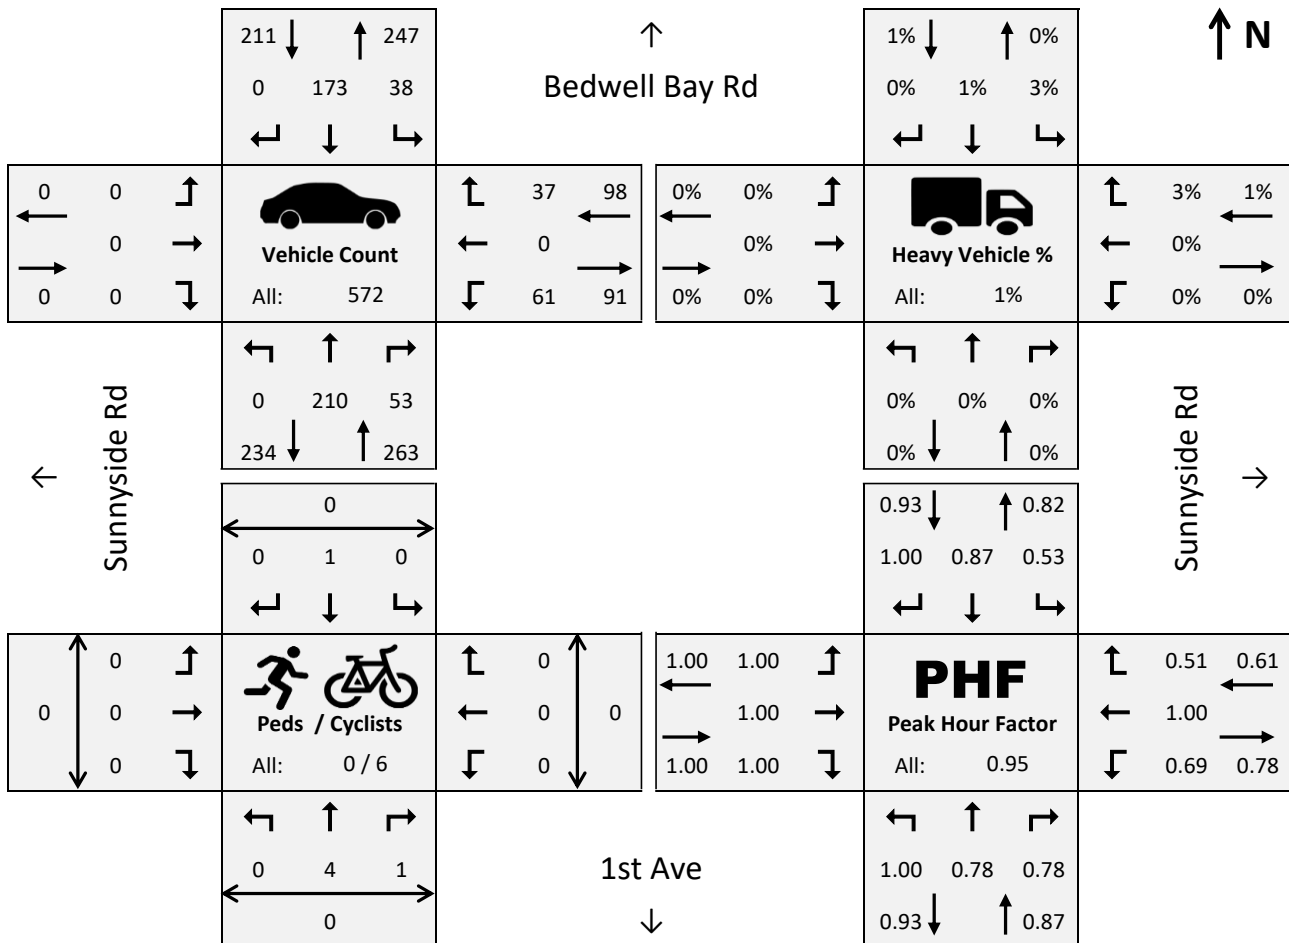 211 247 1% 0% N
Bedwell Bay Rd
0 173 38 0% 1% 3%
0 0 37 98 0% 0% 3% 1%
0 0 0% 0%
Vehicle Count Heavy Vehicle %
0 0 All: 572 61 91 0% 0% All: 1% 0% 0%
0 210 53 0% 0% 0%
234 263 0% 0%
Sunnyside Rd
Sunnyside Rd
0 0.93 0.82
0 1 0 1.00 0.87 0.53
0 0 1.00 1.00 PHF 0.51 0.61
0 0 0 0 1.00 1.00
Peds / Cyclists Peak Hour Factor
0 All: 0 / 6 0 1.00 1.00 All: 0.95 0.69 0.78
0 4 1 1st Ave 1.00 0.78 0.78
0 0.93 0.87